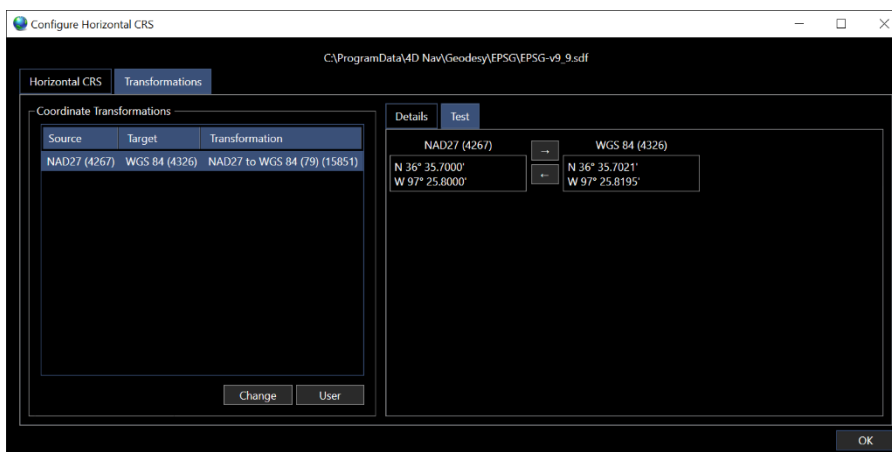 Configure Horizontal CRS
C:\ProgramData\4D Nav\Geodesy\EPSG\EPSG-v9_9.sdf
Horizontal CRS Transformations
Coordinate Transformations
Source Target Transformation
NAD27 (4267) WGS 84 (4326) NAD27 to WGS 84 (79) (15851)
Change User
Details Test
NAD27 (4267) → WGS 84 (4326)
←
N 36° 35.7000'
W 97° 25.8000'
N 36° 35.7021'
W 97° 25.8195'
OK